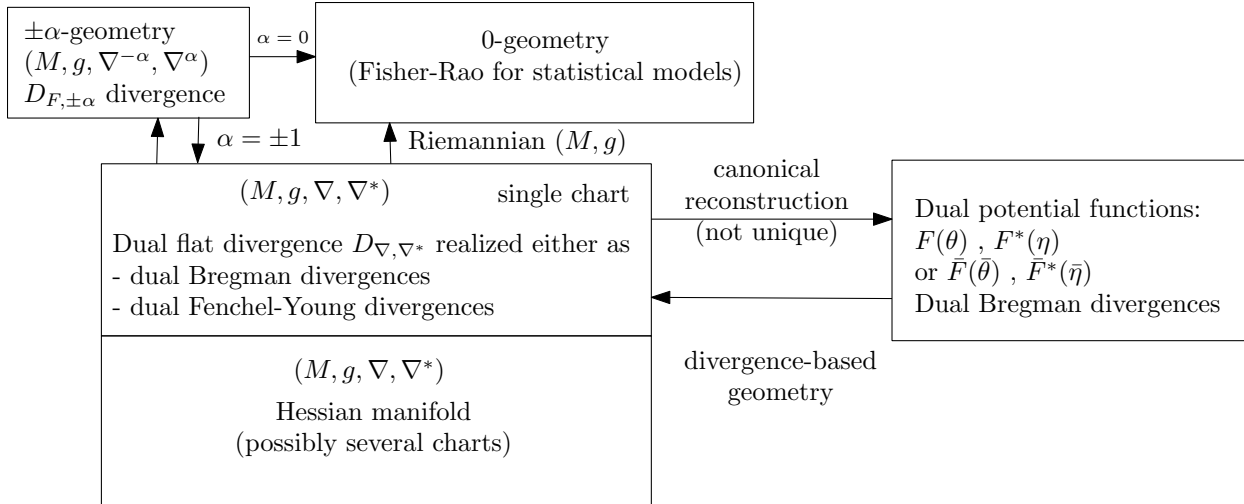 ±α-geometry
(M, g, ∇^{−α}, ∇^{α})
D_{F,±α} divergence
α = 0
0-geometry
(Fisher-Rao for statistical models)
α = ±1
Riemannian (M, g)
(M, g, ∇, ∇*)
single chart
Dual flat divergence D_{∇,∇*} realized either as
- dual Bregman divergences
- dual Fenchel-Young divergences
canonical
reconstruction
(not unique)
Dual potential functions:
F(θ) , F*(η)
or F̄(θ̄) , F̄*(η̄)
Dual Bregman divergences
divergence-based
geometry
(M, g, ∇, ∇*)
Hessian manifold
(possibly several charts)